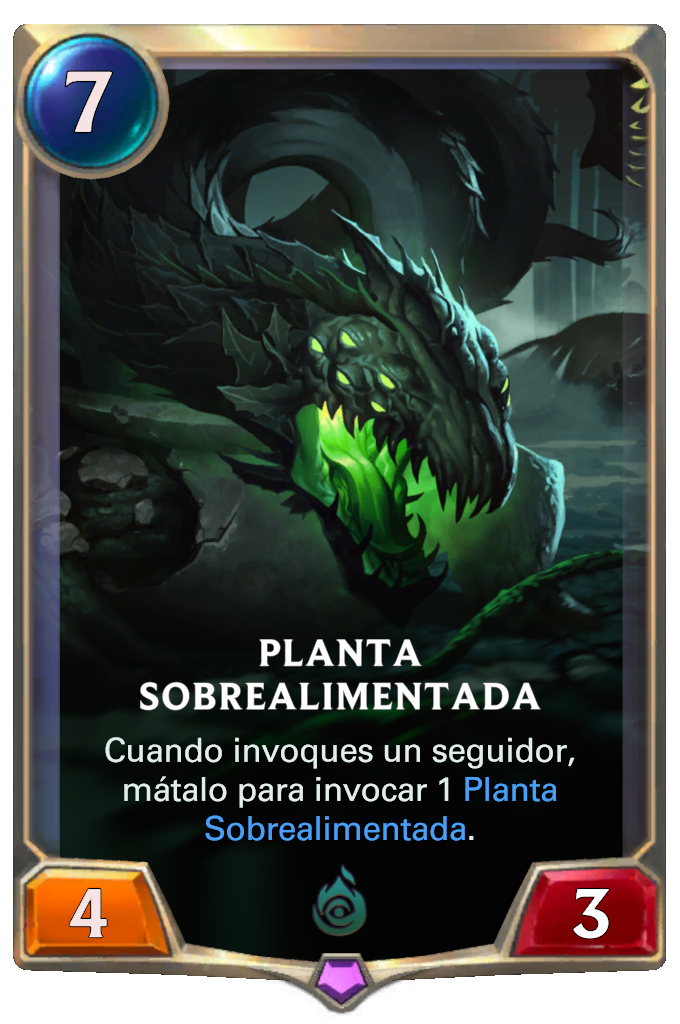 7
PLANTA
SOBREALIMENTADA
Cuando invoques un seguidor,
mátalo para invocar 1 Planta
Sobrealimentada.
4
3